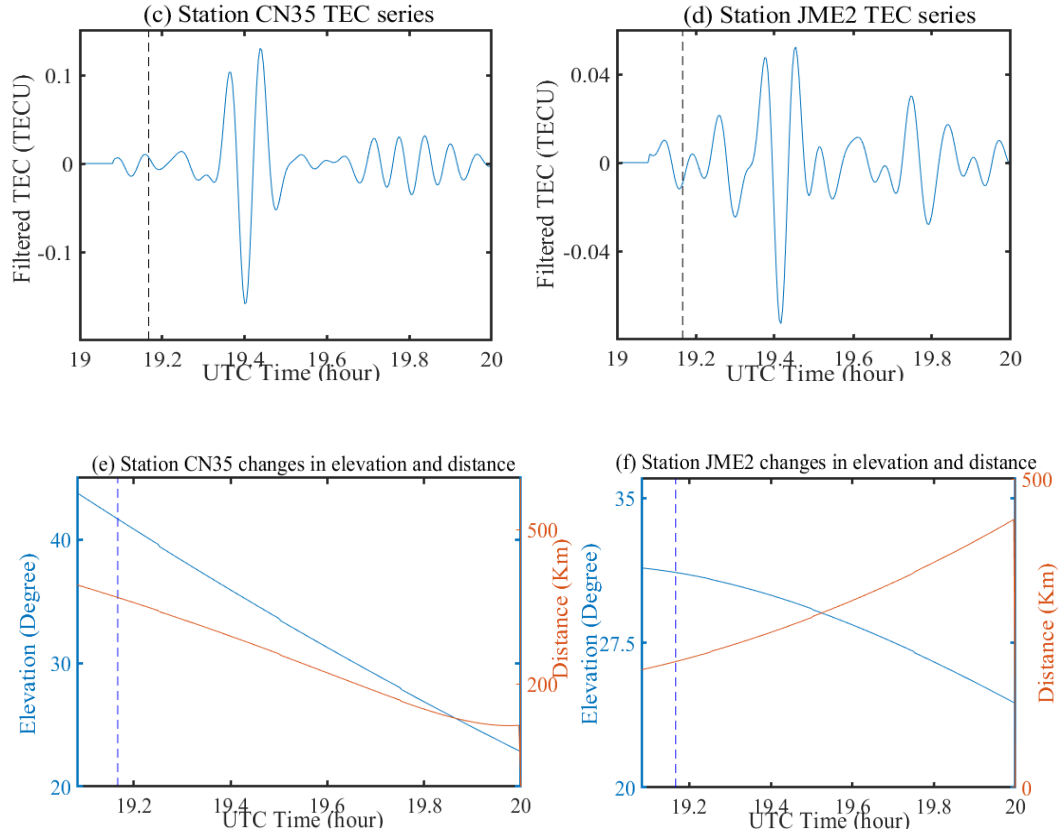 (c) Station CN35 TEC series
Filtered TEC (TECU)
0.1
0
-0.1
19 19.2 19.4 19.6 19.8 20
UTC Time (hour)
(d) Station JME2 TEC series
Filtered TEC (TECU)
0.04
0
-0.04
19 19.2 19.4 19.6 19.8 20
UTC Time (hour)
(e) Station CN35 changes in elevation and distance
Elevation (Degree)
40
30
20
500
200
Distance (Km)
19.2 19.4 19.6 19.8 20
UTC Time (hour)
(f) Station JME2 changes in elevation and distance
Elevation (Degree)
35
27.5
20
500
0
Distance (Km)
19.2 19.4 19.6 19.8 20
UTC Time (hour)